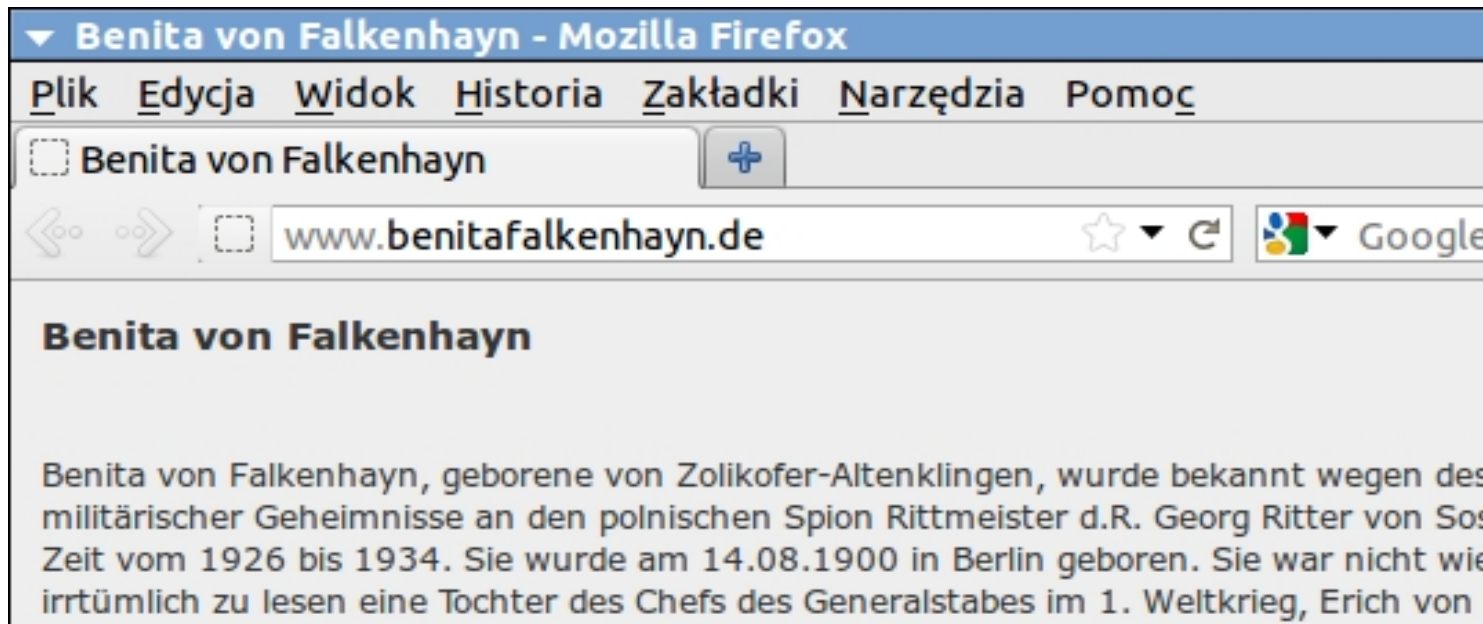 Benita von Falkenhayn - Mozilla Firefox
Plik Edycja Widok Historia Zakładki Narzędzia Pomoc
Benita von Falkenhayn
www.benitafalkenhayn.de Google
Benita von Falkenhayn
Benita von Falkenhayn, geborene von Zolikofer-Altenklingen, wurde bekannt wegen des
militärischer Geheimnisse an den polnischen Spion Rittmeister d.R. Georg Ritter von Sos
Zeit vom 1926 bis 1934. Sie wurde am 14.08.1900 in Berlin geboren. Sie war nicht wie
irrtümlich zu lesen eine Tochter des Chefs des Generalstabes im 1. Weltkrieg, Erich von